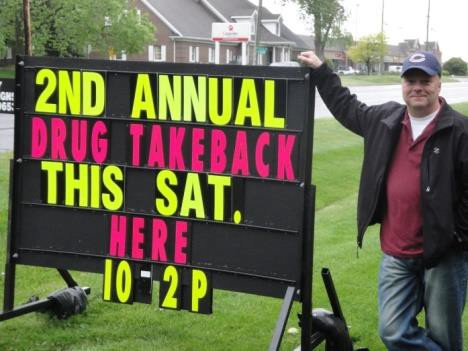 2ND ANNUAL
DRUG TAKEBACK
THIS SAT.
HERE
10-2P